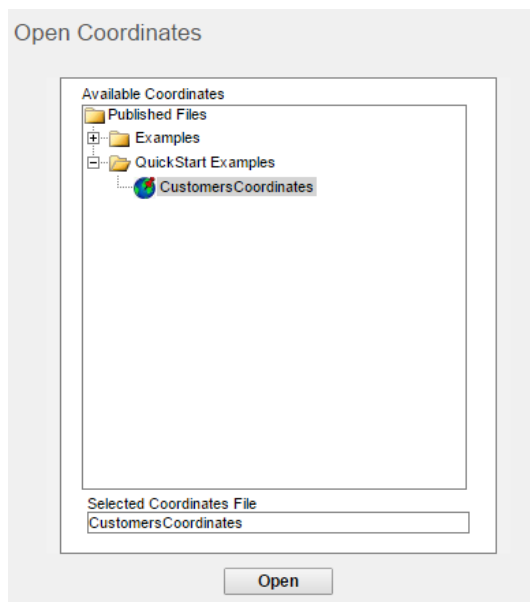 Open Coordinates
Available Coordinates
Published Files
Examples
QuickStart Examples
CustomersCoordinates
Selected Coordinates File
CustomersCoordinates
Open